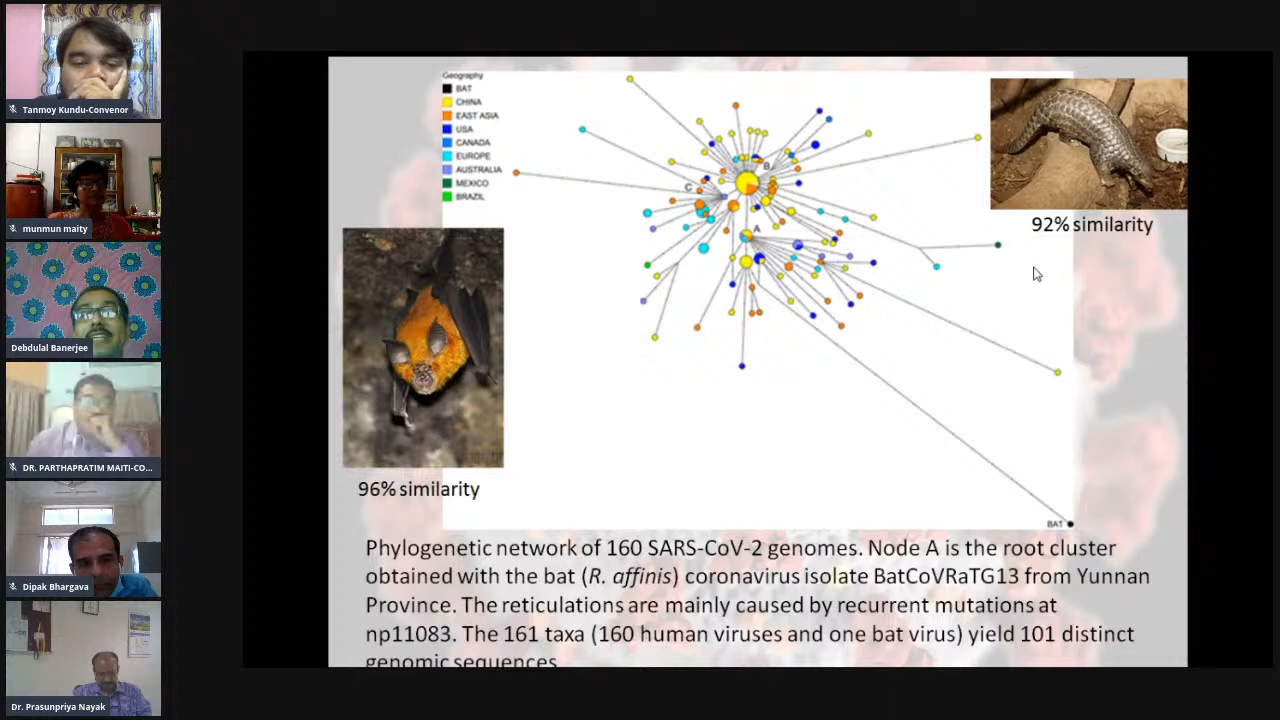 Tanmoy Kundu-Convenor
munmun maity
Debdulal Banerjee
DR. PARTHAPRATIM MAITI-CO...
Dipak Bhargava
Dr. Prasunpriya Nayak
Geography
BAT
CHINA
EAST ASIA
USA
CANADA
EUROPE
AUSTRALIA
MEXICO
BRAZIL
B
C
A
BAT
92% similarity
96% similarity
Phylogenetic network of 160 SARS-CoV-2 genomes. Node A is the root cluster
obtained with the bat (R. affinis) coronavirus isolate BatCoVRaTG13 from Yunnan
Province. The reticulations are mainly caused by recurrent mutations at
np11083. The 161 taxa (160 human viruses and one bat virus) yield 101 distinct
genomic sequences